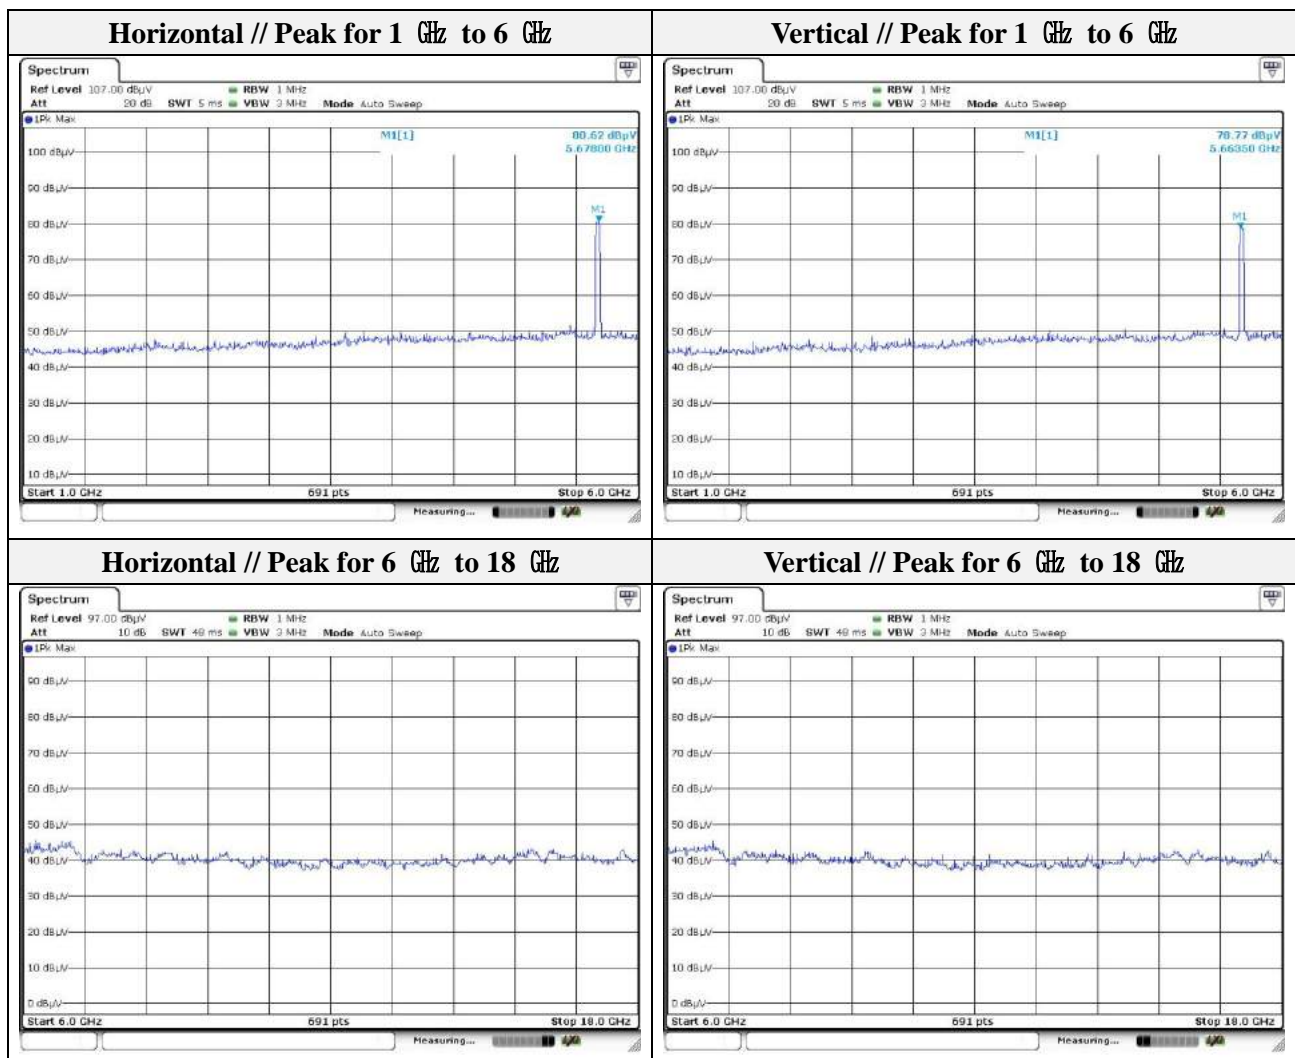 Horizontal // Peak for 1 ㎓ to 6 ㎓
Spectrum
Ref Level 107.00 dBµV RBW 1 MHz
Att 20 dB SWT 5 ms VBW 3 MHz Mode Auto Sweep
1Pk Max
M1[1] 80.62 dBµV
5.67800 GHz
100 dBµV
90 dBµV
M1
80 dBµV
70 dBµV
60 dBµV
50 dBµV
40 dBµV
30 dBµV
20 dBµV
10 dBµV
Start 1.0 GHz 691 pts Stop 6.0 GHz
Measuring...
Vertical // Peak for 1 ㎓ to 6 ㎓
Spectrum
Ref Level 107.00 dBµV RBW 1 MHz
Att 20 dB SWT 5 ms VBW 3 MHz Mode Auto Sweep
1Pk Max
M1[1] 78.77 dBµV
5.66350 GHz
100 dBµV
90 dBµV
M1
80 dBµV
70 dBµV
60 dBµV
50 dBµV
40 dBµV
30 dBµV
20 dBµV
10 dBµV
Start 1.0 GHz 691 pts Stop 6.0 GHz
Measuring...
Horizontal // Peak for 6 ㎓ to 18 ㎓
Spectrum
Ref Level 97.00 dBµV RBW 1 MHz
Att 10 dB SWT 48 ms VBW 3 MHz Mode Auto Sweep
1Pk Max
90 dBµV
80 dBµV
70 dBµV
60 dBµV
50 dBµV
40 dBµV
30 dBµV
20 dBµV
10 dBµV
0 dBµV
Start 6.0 GHz 691 pts Stop 18.0 GHz
Measuring...
Vertical // Peak for 6 ㎓ to 18 ㎓
Spectrum
Ref Level 97.00 dBµV RBW 1 MHz
Att 10 dB SWT 48 ms VBW 3 MHz Mode Auto Sweep
1Pk Max
90 dBµV
80 dBµV
70 dBµV
60 dBµV
50 dBµV
40 dBµV
30 dBµV
20 dBµV
10 dBµV
0 dBµV
Start 6.0 GHz 691 pts Stop 18.0 GHz
Measuring...